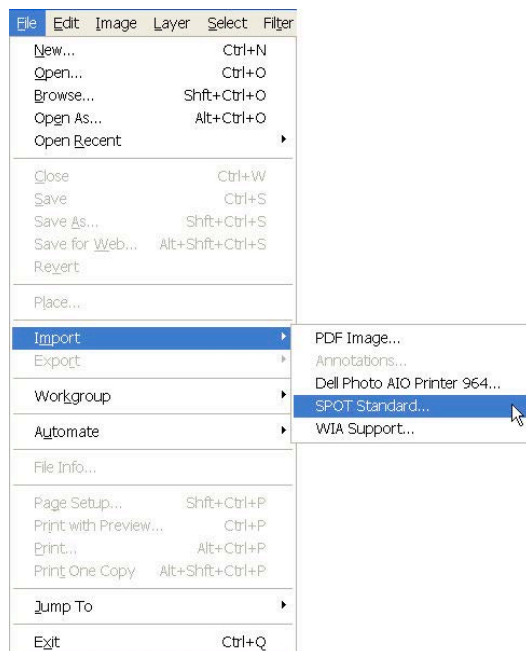 File Edit Image Layer Select Filter
New... Ctrl+N
Open... Ctrl+O
Browse... Shft+Ctrl+O
Open As... Alt+Ctrl+O
Open Recent
Close Ctrl+W
Save Ctrl+S
Save As... Shft+Ctrl+S
Save for Web... Alt+Shft+Ctrl+S
Revert
Place...
Import
Export
Workgroup
Automate
File Info...
Page Setup... Shft+Ctrl+P
Print with Preview... Ctrl+P
Print... Alt+Ctrl+P
Print One Copy Alt+Shft+Ctrl+P
Jump To
Exit Ctrl+Q
PDF Image...
Annotations...
Dell Photo AIO Printer 964...
SPOT Standard...
WIA Support...